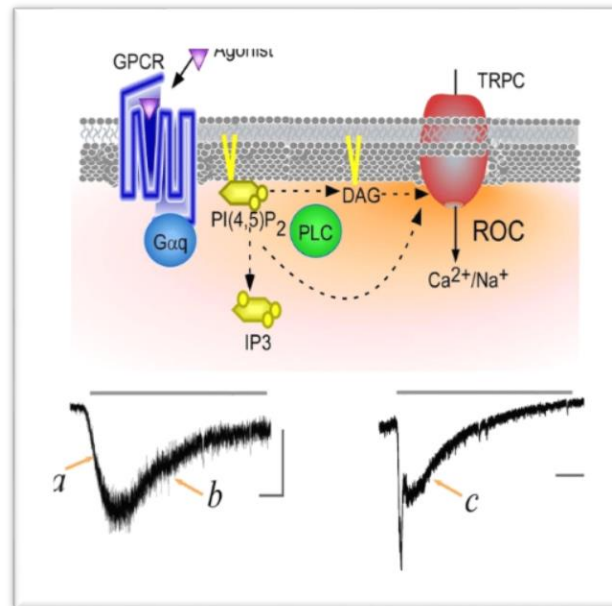 Agonist
GPCR
TRPC
PI(4,5)P2
DAG
Gαq
PLC
ROC
Ca2+/Na+
IP3
a
b
c